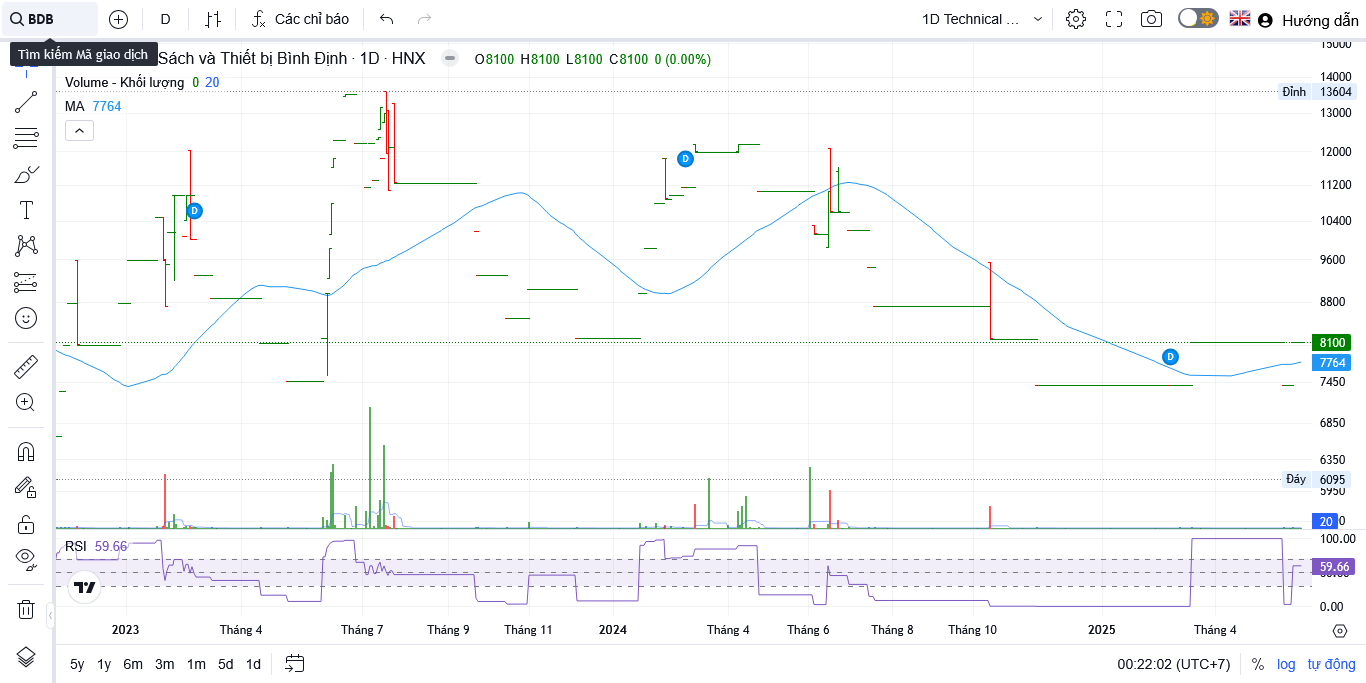 BDB D Các chỉ báo 1D Technical ... Hướng dẫn
Tìm kiếm Mã giao dịch
Sách và Thiết bị Bình Định · 1D · HNX O8100 H8100 L8100 C8100 0 (0.00%)
Volume - Khối lượng 0 20
MA 7764
15000
14000
Đỉnh 13604
13000
12000
11200
10400
9600
8800
8100
7764
7450
6850
6350
Đáy 6095
5950
20
D
D
D
RSI 59.66
100.00
59.66
0.00
2023 Tháng 4 Tháng 7 Tháng 9 Tháng 11 2024 Tháng 4 Tháng 6 Tháng 8 Tháng 10 2025 Tháng 4
5y 1y 6m 3m 1m 5d 1d 00:22:02 (UTC+7) % log tự động